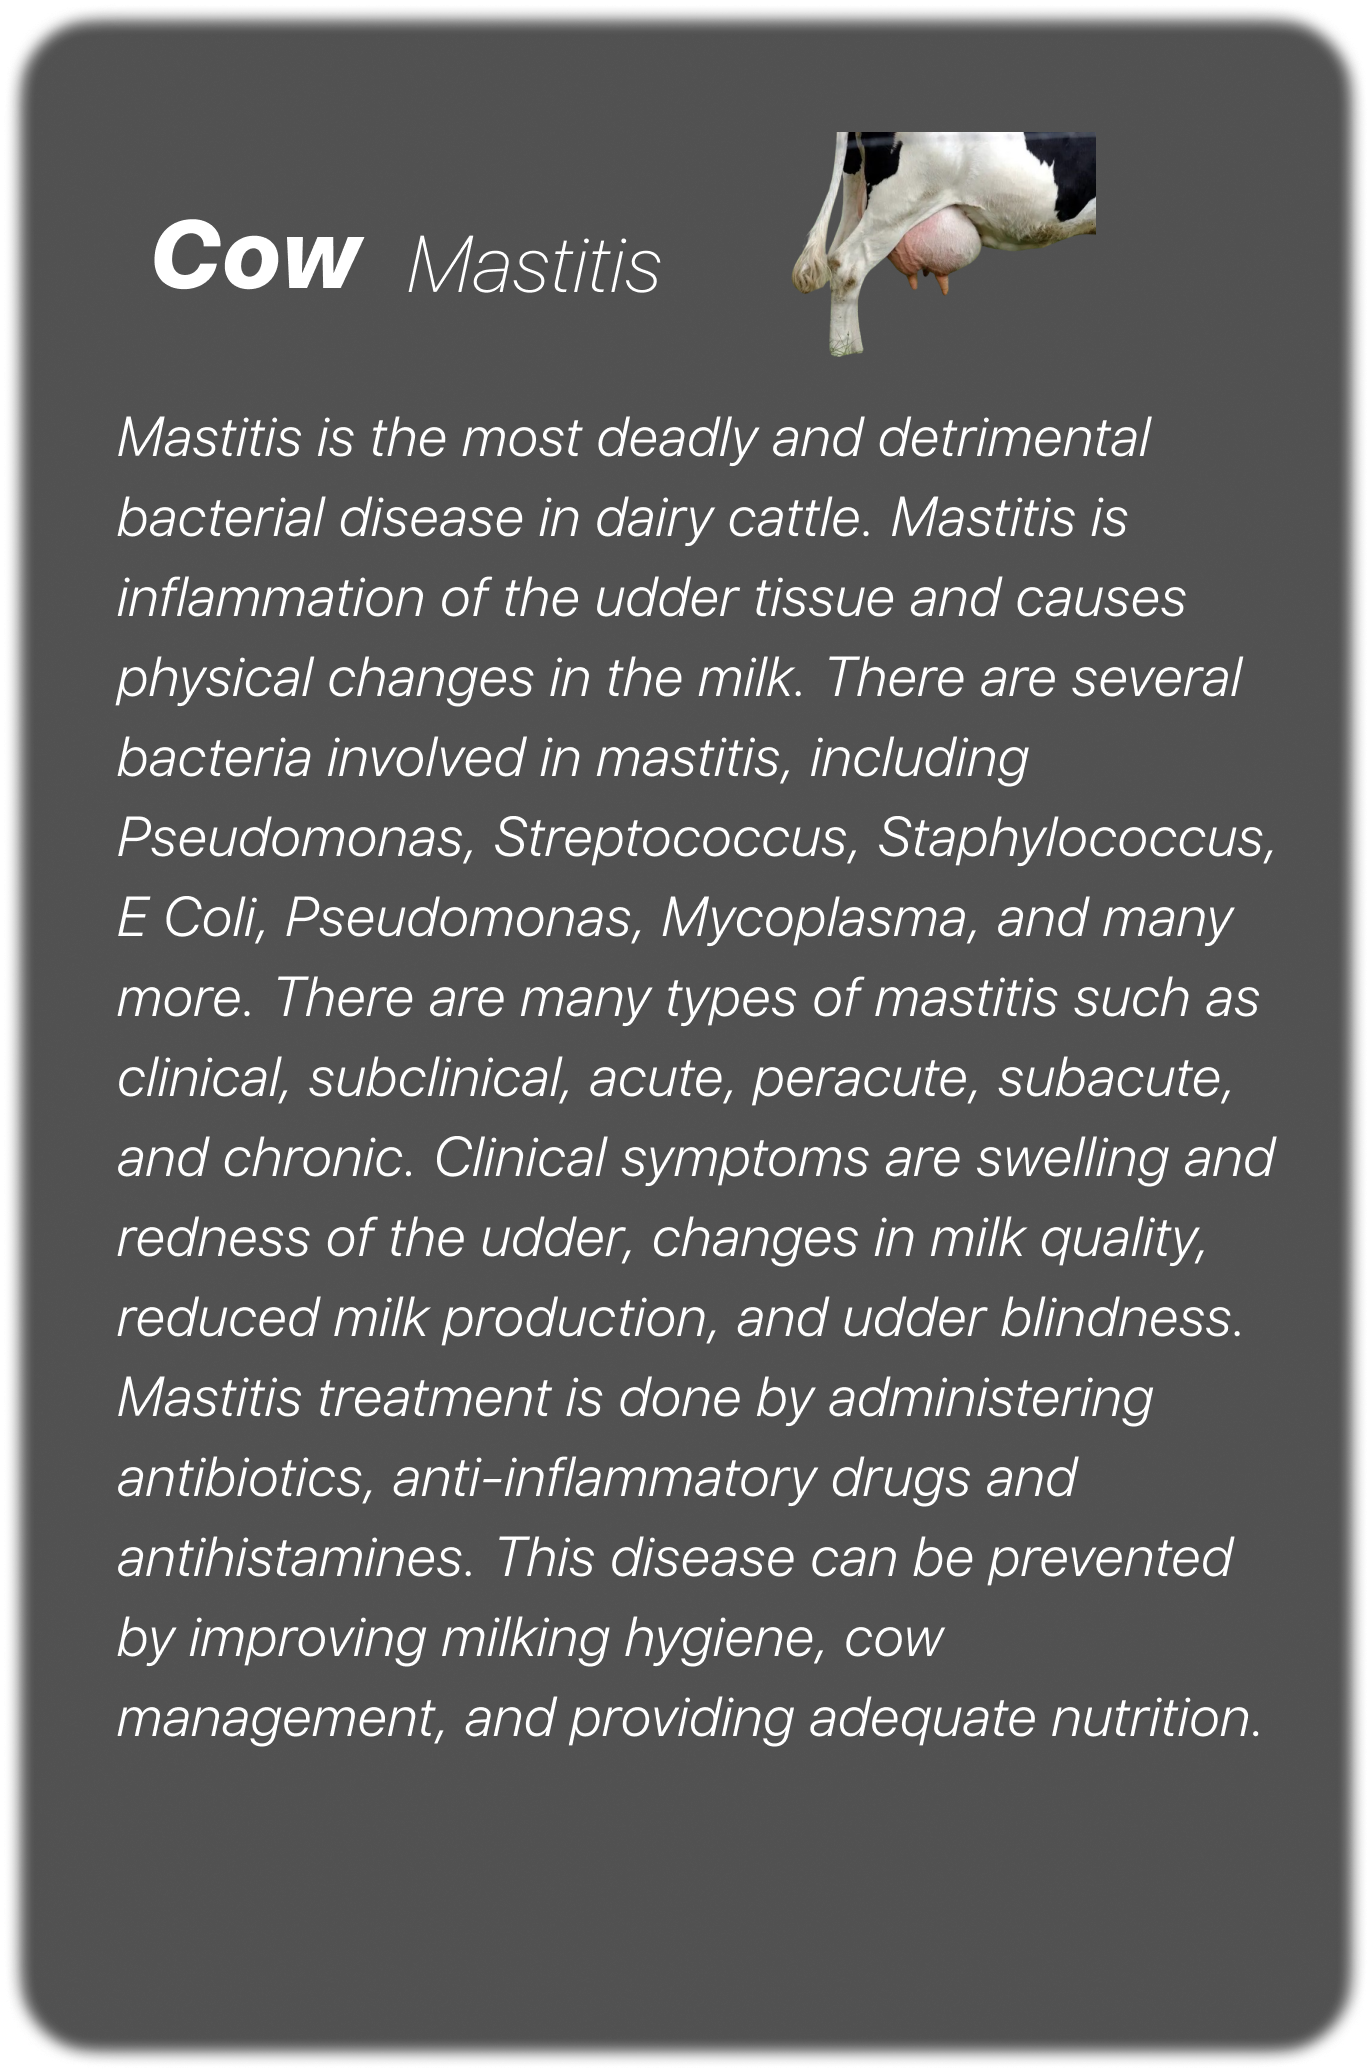 Cow Mastitis
Mastitis is the most deadly and detrimental
bacterial disease in dairy cattle. Mastitis is
inflammation of the udder tissue and causes
physical changes in the milk. There are several
bacteria involved in mastitis, including
Pseudomonas, Streptococcus, Staphylococcus,
E Coli, Pseudomonas, Mycoplasma, and many
more. There are many types of mastitis such as
clinical, subclinical, acute, peracute, subacute,
and chronic. Clinical symptoms are swelling and
redness of the udder, changes in milk quality,
reduced milk production, and udder blindness.
Mastitis treatment is done by administering
antibiotics, anti-inflammatory drugs and
antihistamines. This disease can be prevented
by improving milking hygiene, cow
management, and providing adequate nutrition.